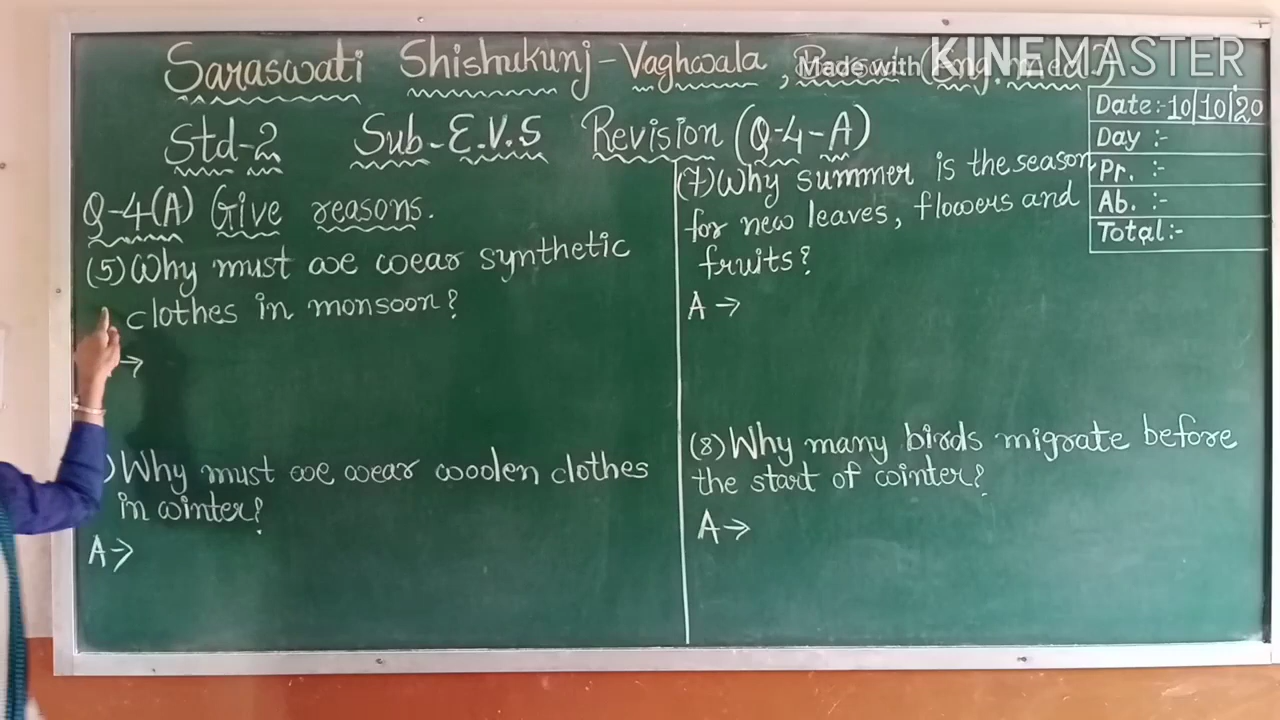 Saraswati Shishukunj-Vaghwala, (Eng. med.)
Made with KINEMASTER
Date:-10/10/20
Day :-
Pr. :-
Ab. :-
Total:-
Std-2 Sub-E.V.S Revision (Q-4-A)
Q-4(A) Give reasons.
(5) Why must we wear synthetic
clothes in monsoon?
→
) Why must we wear woolen clothes
in winter?
A→
(7) Why summer is the season
for new leaves, flowers and
fruits?
A→
(8) Why many birds migrate before
the start of winter?
A→